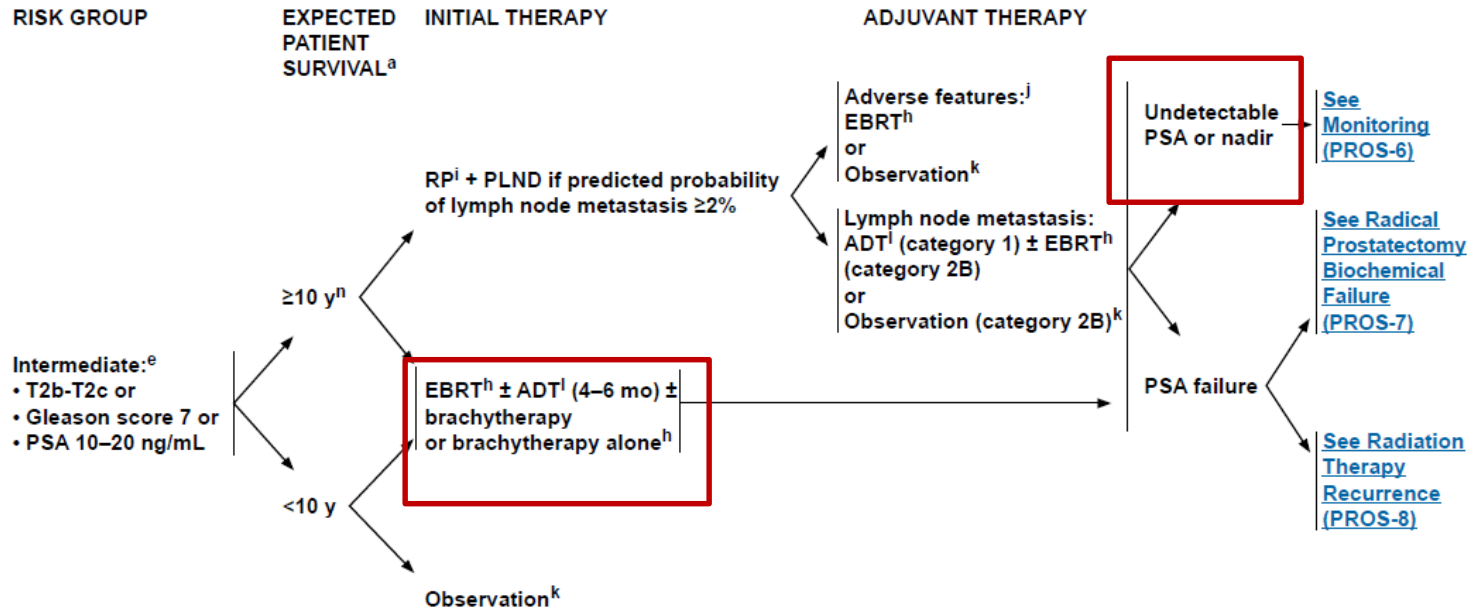 RISK GROUP
EXPECTED
PATIENT
SURVIVALᵃ
INITIAL THERAPY
ADJUVANT THERAPY
Intermediate:ᵉ
• T2b-T2c or
• Gleason score 7 or
• PSA 10–20 ng/mL
≥10 yⁿ
<10 y
RPⁱ + PLND if predicted probability
of lymph node metastasis ≥2%
EBRTʰ ± ADTˡ (4–6 mo) ±
brachytherapy
or brachytherapy aloneʰ
Observationᵏ
Adverse features:ʲ
EBRTʰ
or
Observationᵏ
Lymph node metastasis:
ADTˡ (category 1) ± EBRTʰ
(category 2B)
or
Observation (category 2B)ᵏ
Undetectable
PSA or nadir
PSA failure
See
Monitoring
(PROS-6)
See Radical
Prostatectomy
Biochemical
Failure
(PROS-7)
See Radiation
Therapy
Recurrence
(PROS-8)